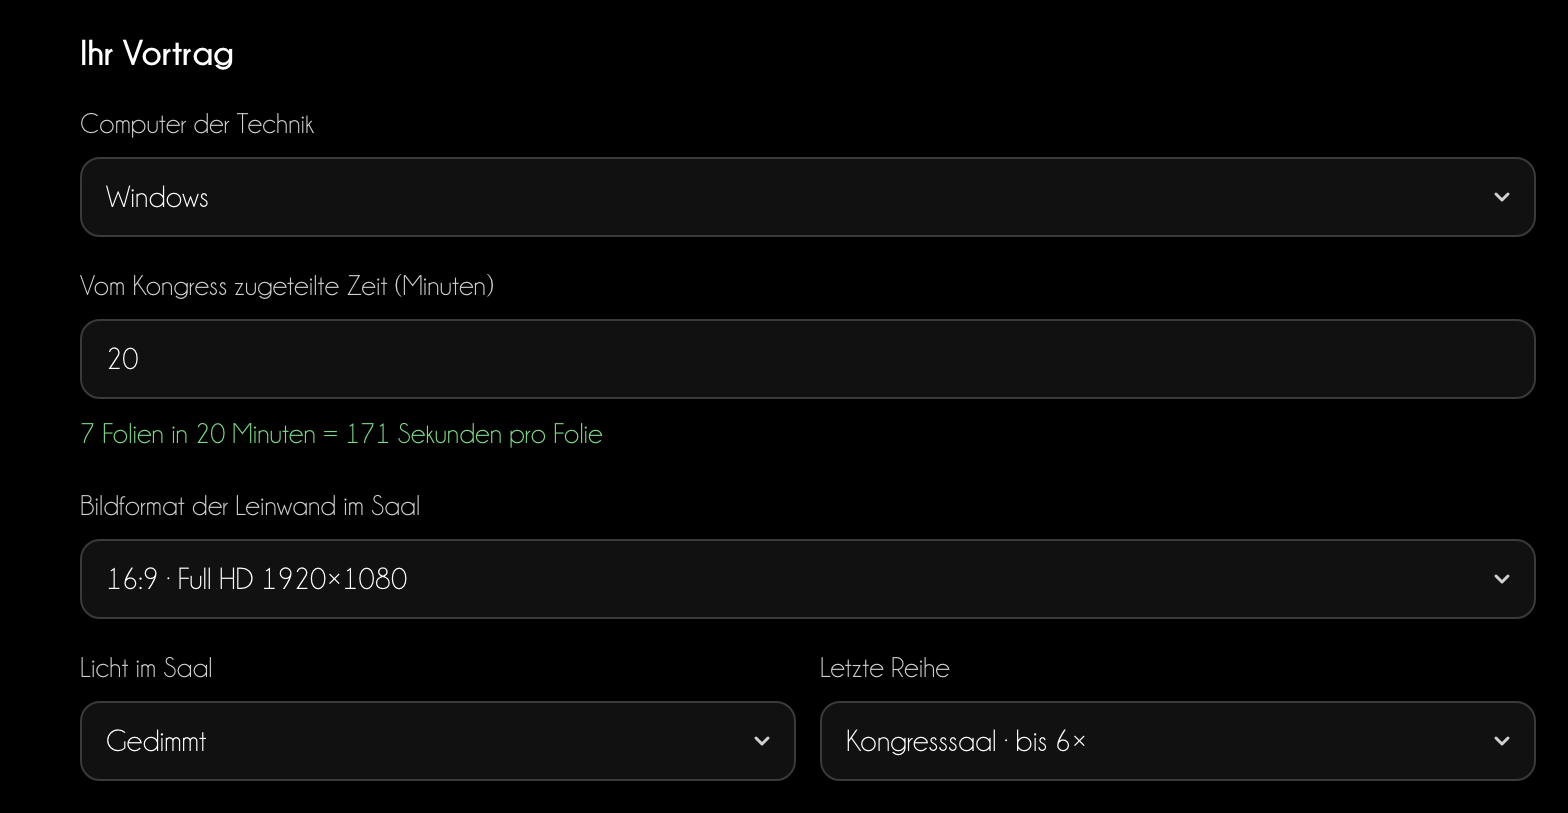 Ihr Vortrag
Computer der Technik
Windows
Vom Kongress zugeteilte Zeit (Minuten)
20
7 Folien in 20 Minuten = 171 Sekunden pro Folie
Bildformat der Leinwand im Saal
16:9 · Full HD 1920×1080
Licht im Saal
Letzte Reihe
Gedimmt
Kongresssaal · bis 6×